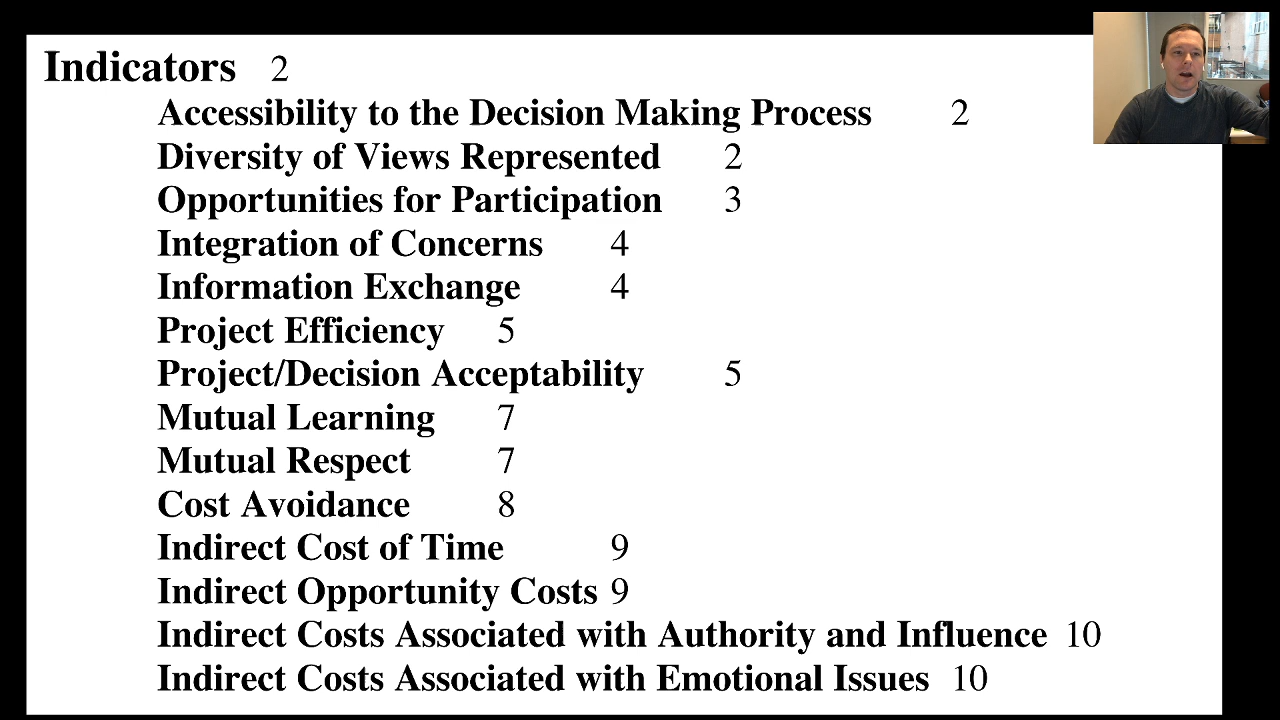 Indicators 2
Accessibility to the Decision Making Process 2
Diversity of Views Represented 2
Opportunities for Participation 3
Integration of Concerns 4
Information Exchange 4
Project Efficiency 5
Project/Decision Acceptability 5
Mutual Learning 7
Mutual Respect 7
Cost Avoidance 8
Indirect Cost of Time 9
Indirect Opportunity Costs 9
Indirect Costs Associated with Authority and Influence 10
Indirect Costs Associated with Emotional Issues 10